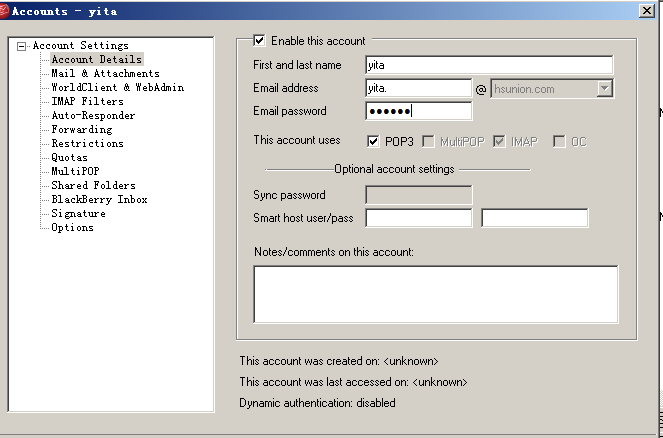 Accounts - yita
Account Settings
Account Details
Mail & Attachments
WorldClient & WebAdmin
IMAP Filters
Auto-Responder
Forwarding
Restrictions
Quotas
MultiPOP
Shared Folders
BlackBerry Inbox
Signature
Options
Enable this account
First and last name yita
Email address yita. @ hsunion.com
Email password ●●●●●●
This account uses POP3 MultiPOP IMAP OC
Optional account settings
Sync password
Smart host user/pass
Notes/comments on this account:
This account was created on: <unknown>
This account was last accessed on: <unknown>
Dynamic authentication: disabled